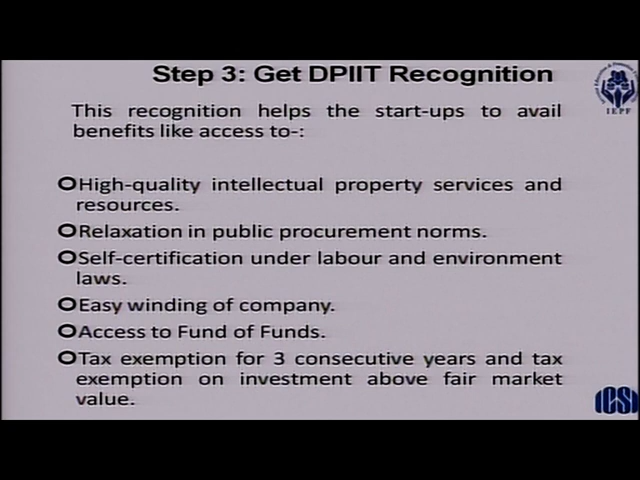 Step 3: Get DPIIT Recognition
This recognition helps the start-ups to avail
benefits like access to-:
High-quality intellectual property services and
resources.
Relaxation in public procurement norms.
Self-certification under labour and environment
laws.
Easy winding of company.
Access to Fund of Funds.
Tax exemption for 3 consecutive years and tax
exemption on investment above fair market
value.
IEPF
ICSI